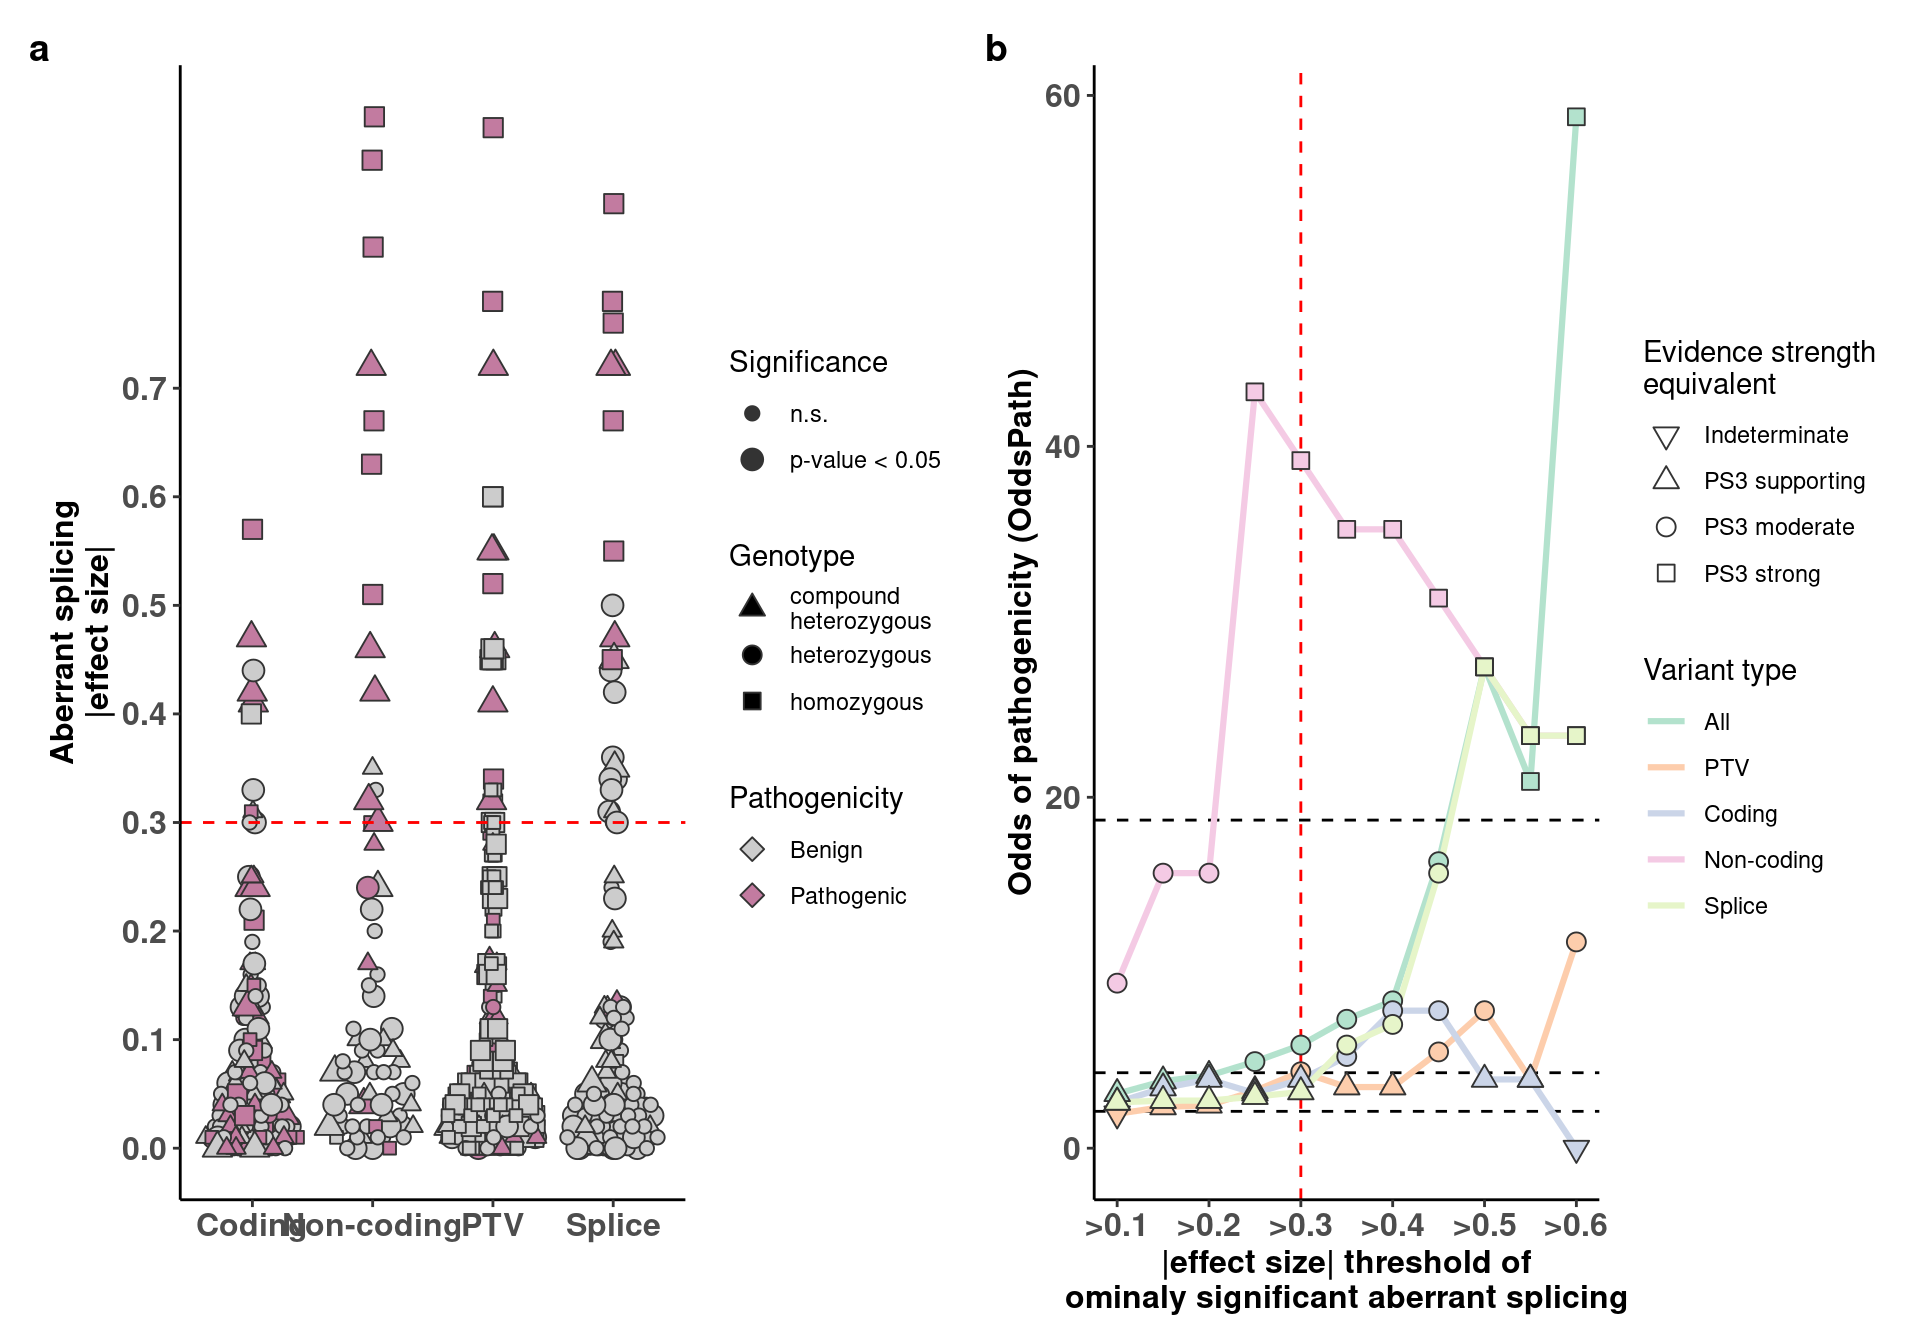 a
Aberrant splicing
|effect size|
0.7
0.6
0.5
0.4
0.3
0.2
0.1
0.0
Coding
Non-coding
PTV
Splice
Significance
n.s.
p-value < 0.05
Genotype
compound
heterozygous
heterozygous
homozygous
Pathogenicity
Benign
Pathogenic
b
Odds of pathogenicity (OddsPath)
60
40
20
0
>0.1
>0.2
>0.3
>0.4
>0.5
>0.6
|effect size| threshold of
ominaly significant aberrant splicing
Evidence strength
equivalent
Indeterminate
PS3 supporting
PS3 moderate
PS3 strong
Variant type
All
PTV
Coding
Non-coding
Splice